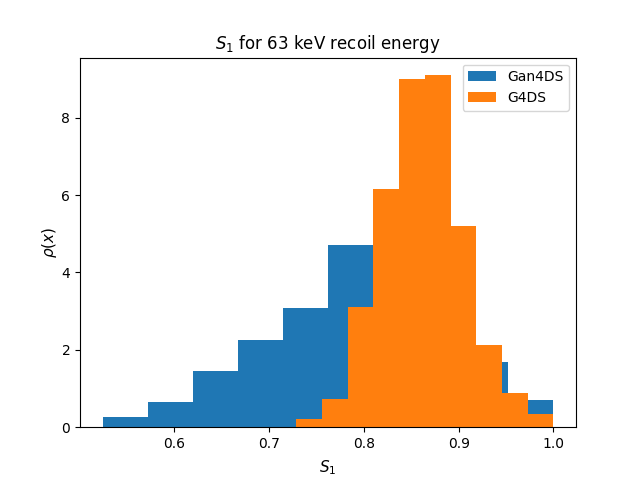 S₁ for 63 keV recoil energy
Gan4DS
G4DS
ρ(x)
8
6
4
2
0
0.6 0.7 0.8 0.9 1.0
S₁